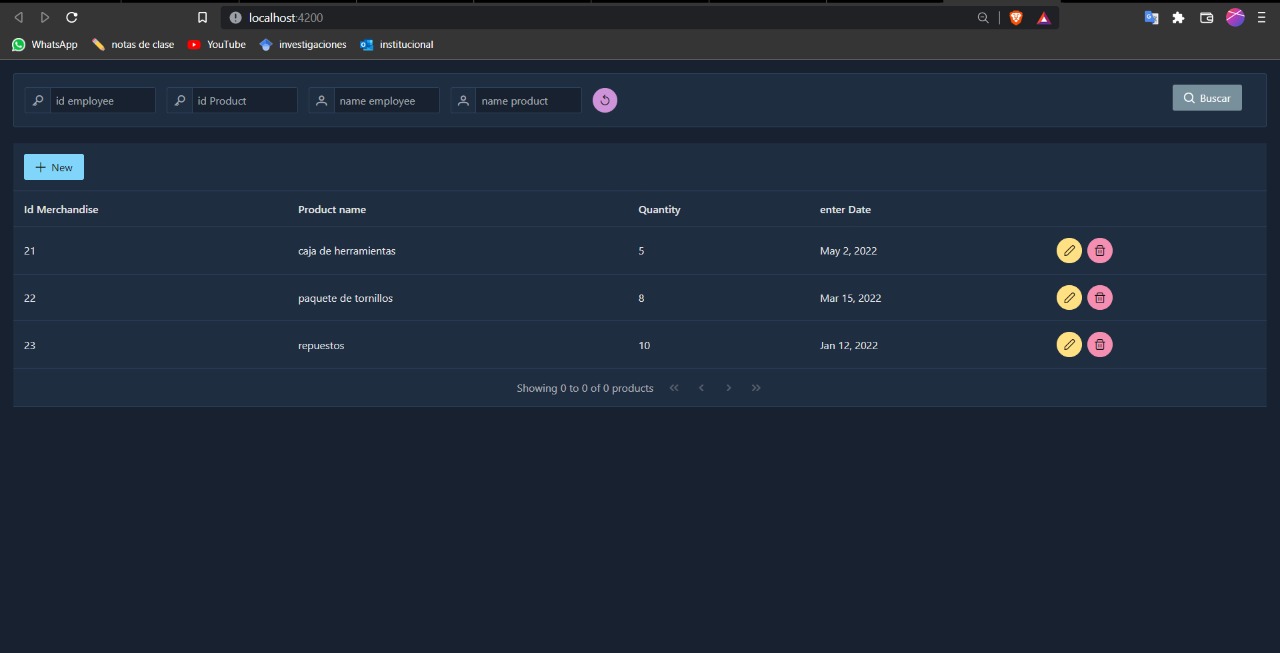 localhost:4200
WhatsApp notas de clase YouTube investigaciones institucional
id employee id Product name employee name product Buscar
New
Id Merchandise Product name Quantity enter Date
21 caja de herramientas 5 May 2, 2022
22 paquete de tornillos 8 Mar 15, 2022
23 repuestos 10 Jan 12, 2022
Showing 0 to 0 of 0 products